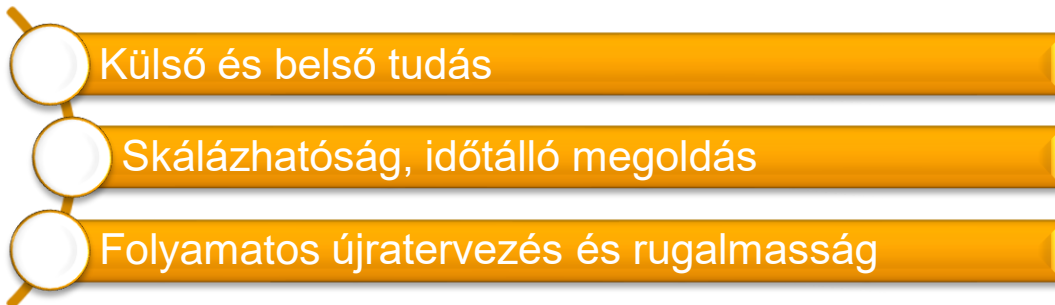 Külső és belső tudás
Skálázhatóság, időtálló megoldás
Folyamatos újratervezés és rugalmasság